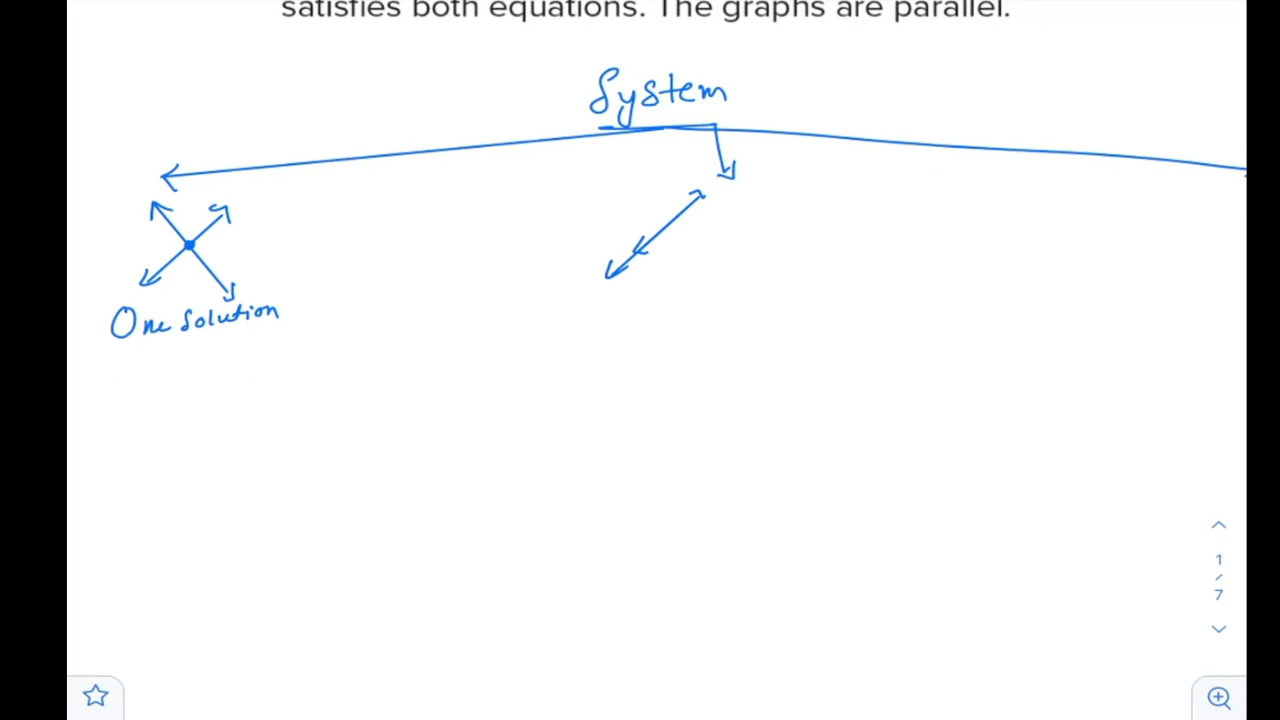 satisfies both equations. The graphs are parallel.
System
One Solution
1
/
7